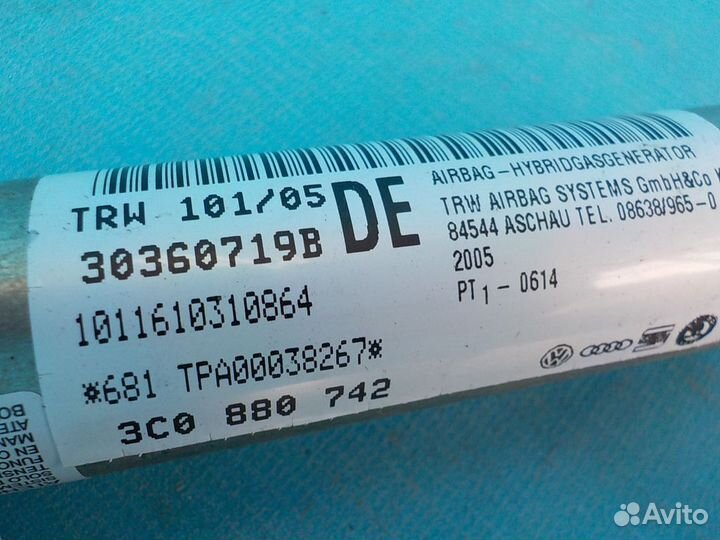 TRW 101/05
30360719B
DE
1011610310864
*681 TPA00038267*
3C0 880 742
AIRBAG-HYBRIDGASGENERATOR
TRW AIRBAG SYSTEMS GmbH&Co
84544 ASCHAU TEL. 08638/965-0
2005
PT1-0614
EN
Avito